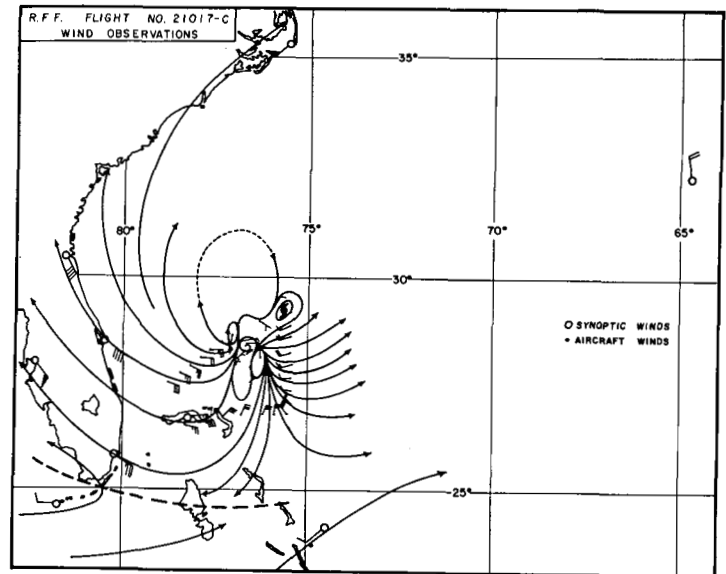 R.F.F. FLIGHT NO. 21017-C
WIND OBSERVATIONS
35°
80°
75°
70°
65°
30°
SYNOPTIC WINDS
AIRCRAFT WINDS
25°